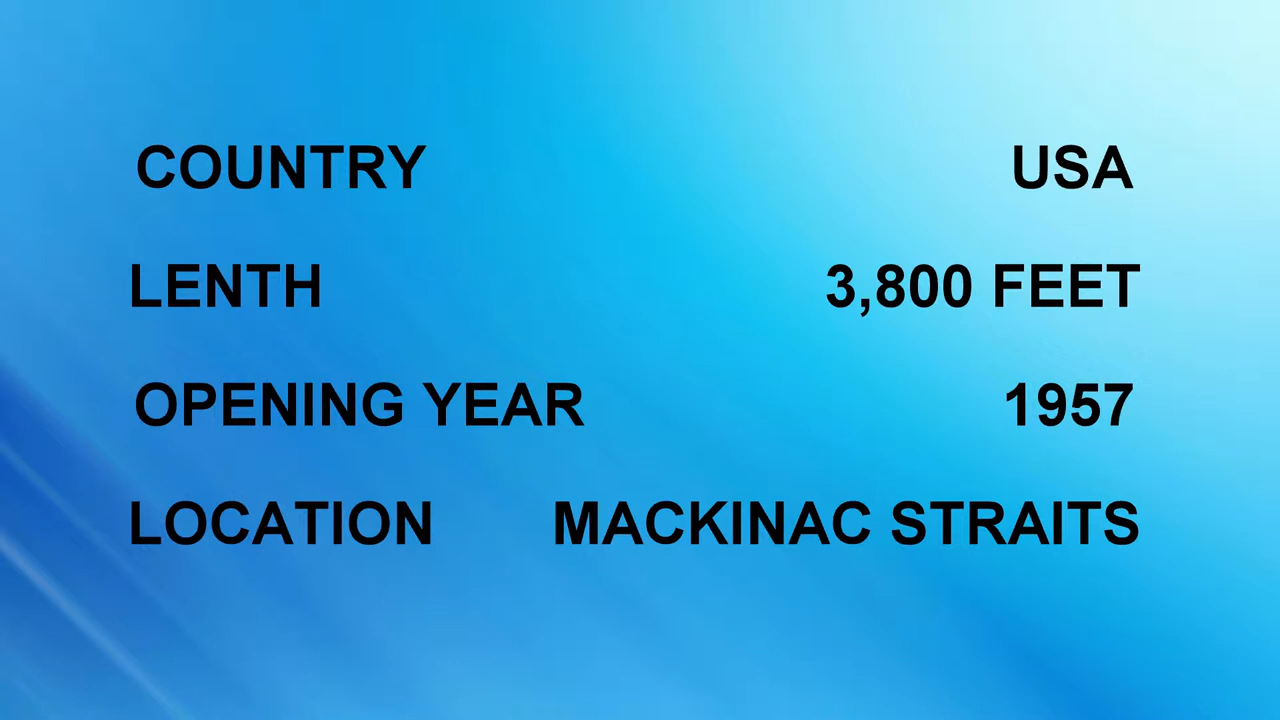 COUNTRY USA
LENTH 3,800 FEET
OPENING YEAR 1957
LOCATION MACKINAC STRAITS